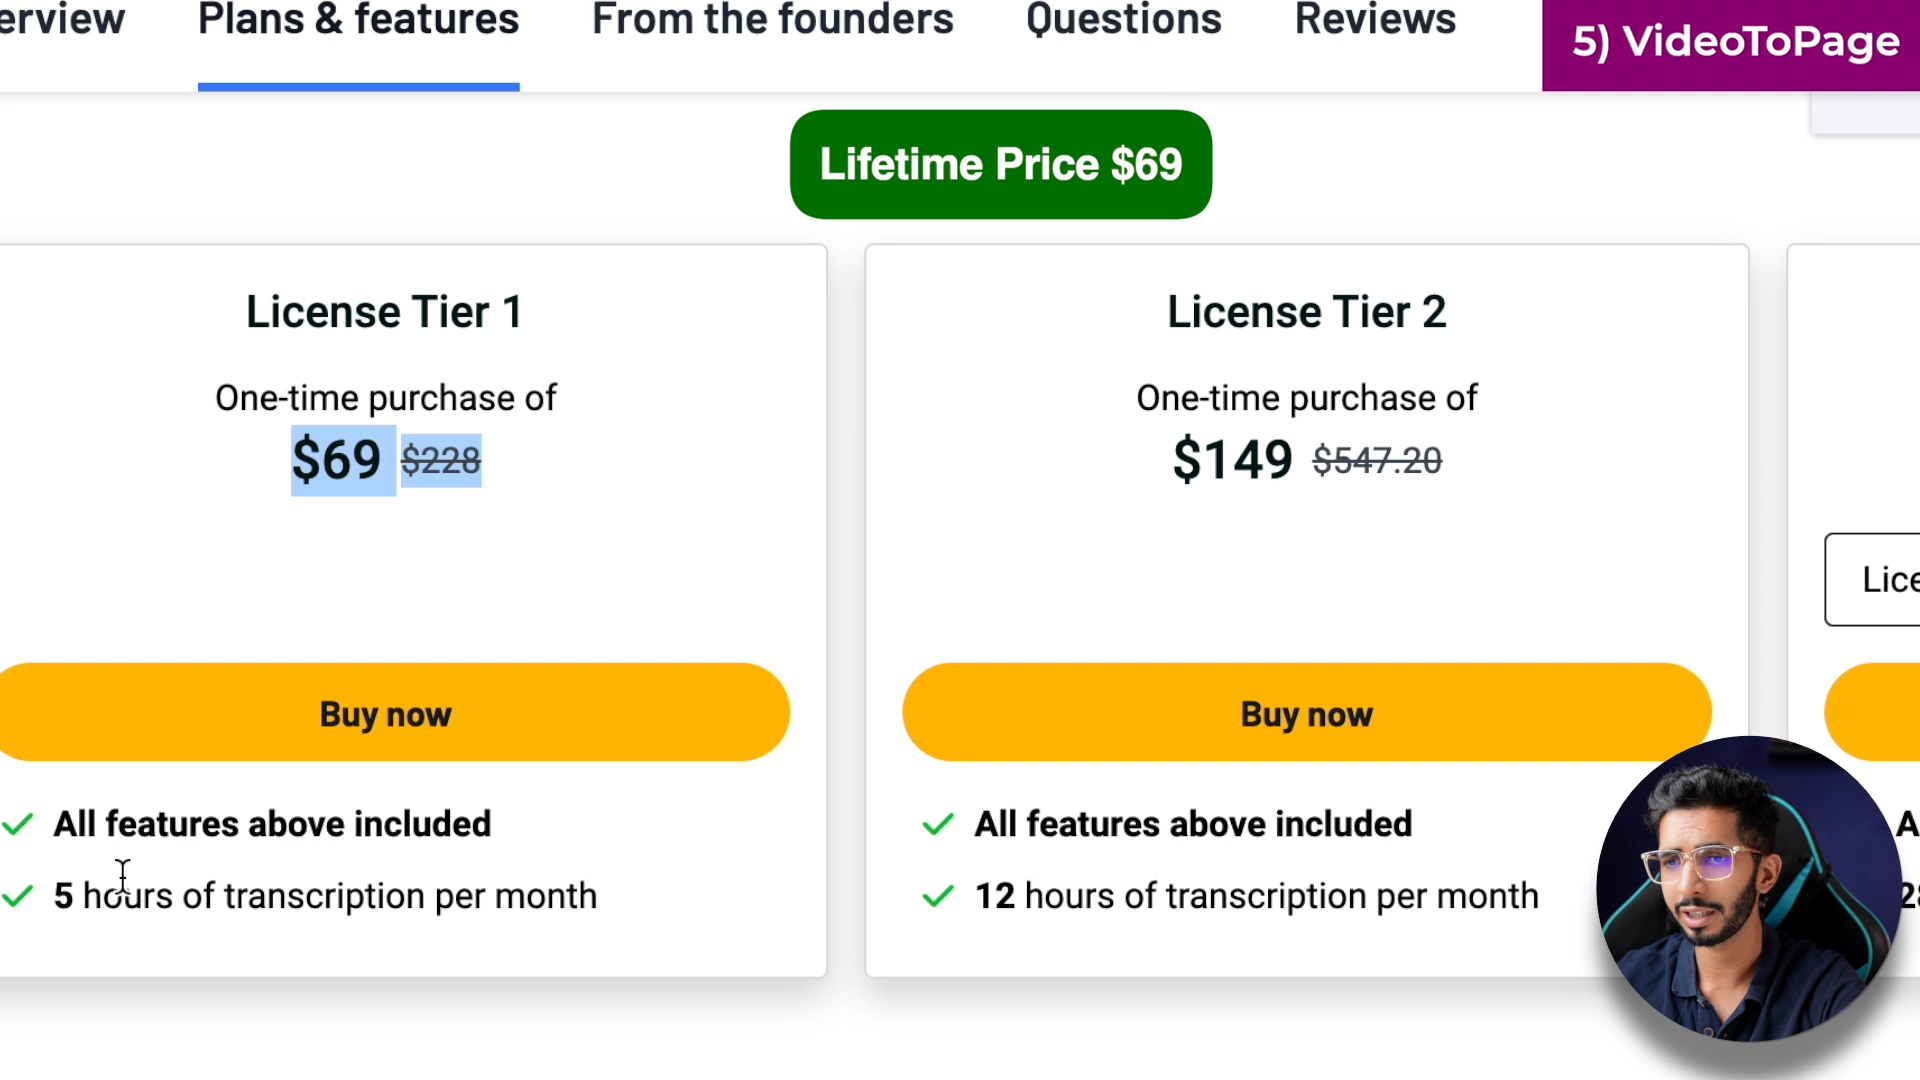 erview
Plans & features
From the founders
Questions
Reviews
5) VideoToPage
Lifetime Price $69
License Tier 1
One-time purchase of
$69 $228
Buy now
All features above included
5 hours of transcription per month
License Tier 2
One-time purchase of
$149 $547.20
Buy now
All features above included
12 hours of transcription per month
Lice
A